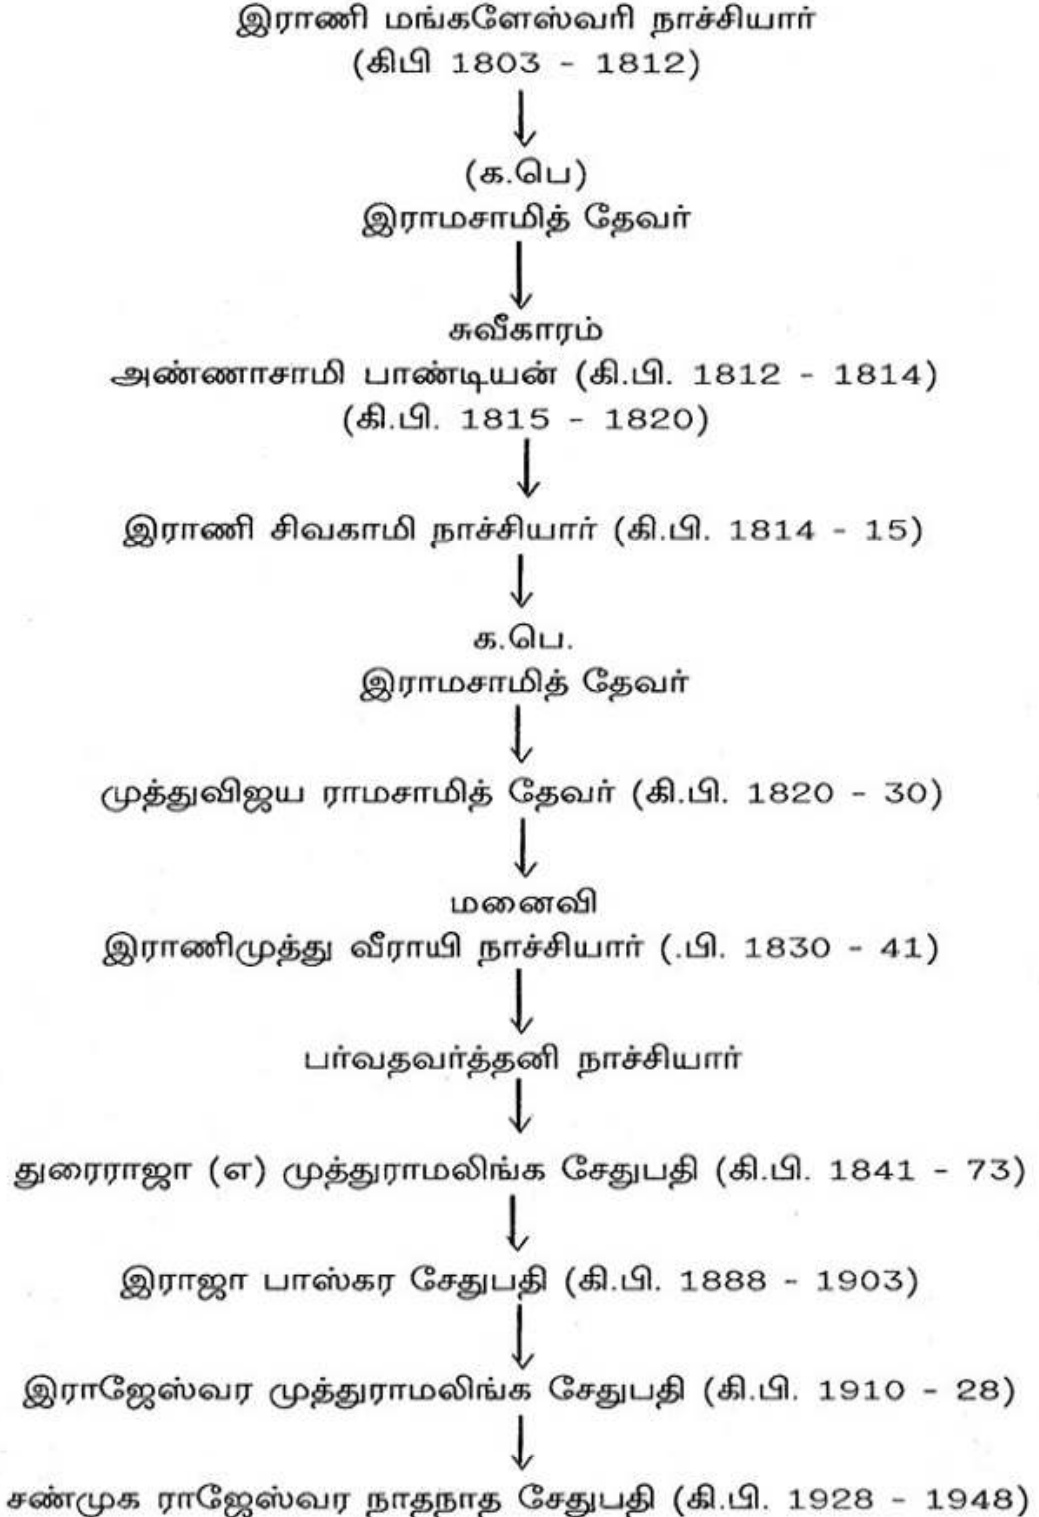 இராணி மங்களேஸ்வரி நாச்சியார்
(கிபி 1803 - 1812)
(க.பெ)
இராமசாமித் தேவர்
சுவீகாரம்
அண்ணாசாமி பாண்டியன் (கி.பி. 1812 - 1814)
(கி.பி. 1815 - 1820)
இராணி சிவகாமி நாச்சியார் (கி.பி. 1814 - 15)
க.பெ.
இராமசாமித் தேவர்
முத்துவிஜய ராமசாமித் தேவர் (கி.பி. 1820 - 30)
மனைவி
இராணிமுத்து வீராயி நாச்சியார் (.பி. 1830 - 41)
பர்வதவர்த்தனி நாச்சியார்
துரைராஜா (எ) முத்துராமலிங்க சேதுபதி (கி.பி. 1841 - 73)
இராஜா பாஸ்கர சேதுபதி (கி.பி. 1888 - 1903)
இராஜேஸ்வர முத்துராமலிங்க சேதுபதி (கி.பி. 1910 - 28)
சண்முக ராஜேஸ்வர நாதநாத சேதுபதி (கி.பி. 1928 - 1948)